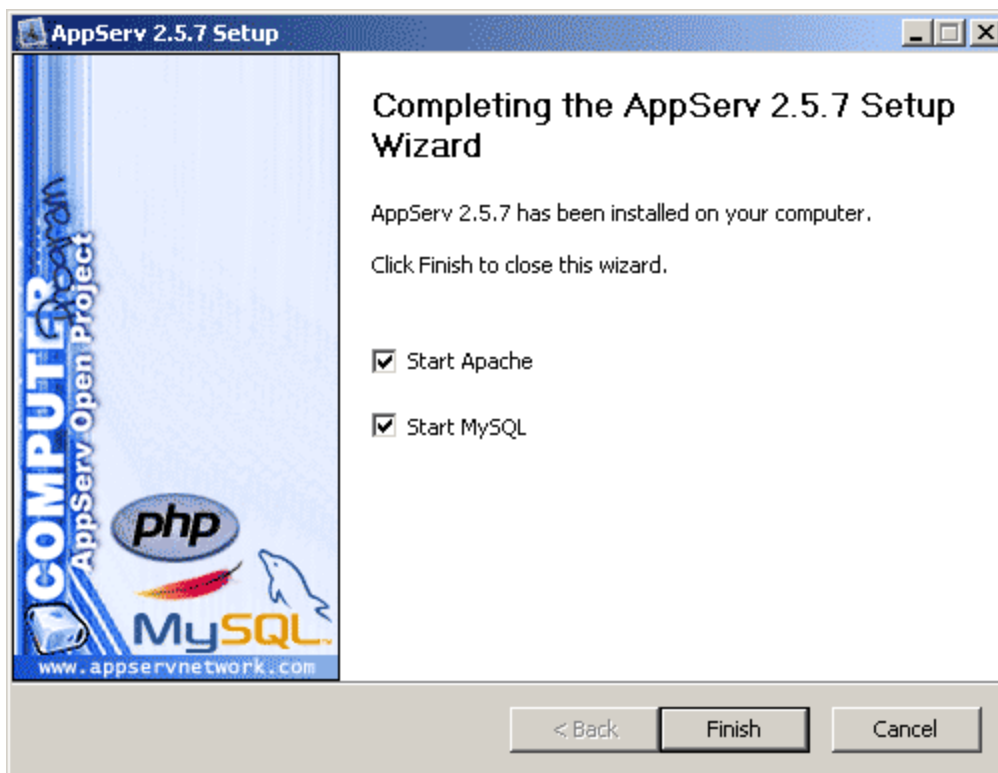 AppServ 2.5.7 Setup
Completing the AppServ 2.5.7 Setup
Wizard
AppServ 2.5.7 has been installed on your computer.
Click Finish to close this wizard.
Start Apache
Start MySQL
COMPUTER
Program
AppServ Open Project
php
MySQL
www.appservnetwork.com
< Back
Finish
Cancel